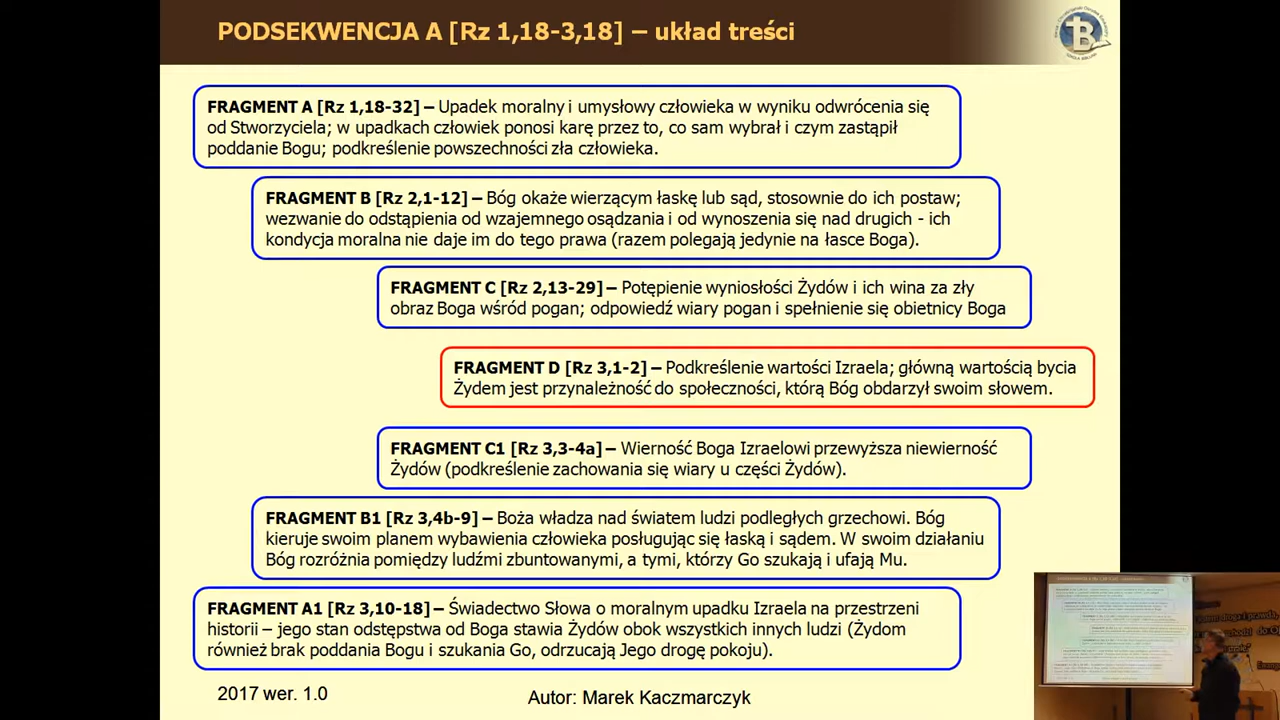 PODSEKWENCJA A [Rz 1,18-3,18] – układ treści
FRAGMENT A [Rz 1,18-32] – Upadek moralny i umysłowy człowieka w wyniku odwrócenia się
od Stworzyciela; w upadkach człowiek ponosi karę przez to, co sam wybrał i czym zastąpił
poddanie Bogu; podkreślenie powszechności zła człowieka.
FRAGMENT B [Rz 2,1-12] – Bóg okaże wierzącym łaskę lub sąd, stosownie do ich postaw;
wezwanie do odstąpienia od wzajemnego osądzania i od wynoszenia się nad drugich - ich
kondycja moralna nie daje im do tego prawa (razem polegają jedynie na łasce Boga).
FRAGMENT C [Rz 2,13-29] – Potępienie wyniosłości Żydów i ich wina za zły
obraz Boga wśród pogan; odpowiedź wiary pogan i spełnienie się obietnicy Boga
FRAGMENT D [Rz 3,1-2] – Podkreślenie wartości Izraela; główną wartością bycia
Żydem jest przynależność do społeczności, którą Bóg obdarzył swoim słowem.
FRAGMENT C1 [Rz 3,3-4a] – Wierność Boga Izraelowi przewyższa niewierność
Żydów (podkreślenie zachowania się wiary u części Żydów).
FRAGMENT B1 [Rz 3,4b-9] – Boża władza nad światem ludzi podległych grzechowi. Bóg
kieruje swoim planem wybawienia człowieka posługując się łaską i sądem. W swoim działaniu
Bóg rozróżnia pomiędzy ludźmi zbuntowanymi, a tymi, którzy Go szukają i ufają Mu.
FRAGMENT A1 [Rz 3,10-18] – Świadectwo Słowa o moralnym upadku Izraela na przestrzeni
historii – jego stan odstępstwa od Boga stawia Żydów obok wszystkich innych ludzi (Żydom
również brak poddania Bogu i szukania Go, odrzucają Jego drogę pokoju).
2017 wer. 1.0
Autor: Marek Kaczmarczyk